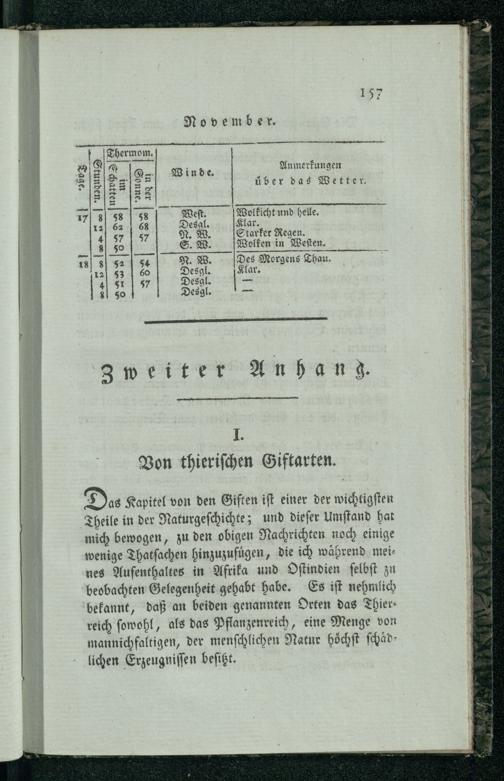 157
November.
Tage. Stunden. Thermom. im Schatten in der Sonne. Winde. Anmerkungen über das Wetter.
17 8 58 58 West. Wolkicht und helle.
12 62 68 Desgl. Klar.
4 57 57 N. W. Starker Regen.
8 50 S. W. Wolken in Westen.
18 8 52 54 N. W. Des Morgens Thau.
12 53 60 Desgl. Klar.
4 51 57 Desgl. —
8 50 Desgl. —
Zweiter Anhang.
I.
Von thierischen Giftarten.
Das Kapitel von den Giften ist einer der wichtigsten
Theile in der Naturgeschichte; und dieser Umstand hat
mich bewogen, zu den obigen Nachrichten noch einige
wenige Thatsachen hinzuzufügen, die ich während mei-
nes Aufenthaltes in Afrika und Ostindien selbst zu
beobachten Gelegenheit gehabt habe. Es ist nehmlich
bekannt, daß an beiden genannten Orten das Thier-
reich sowohl, als das Pflanzenreich, eine Menge von
mannichfaltigen, der menschlichen Natur höchst schäd-
lichen Erzeugnissen besitzt.